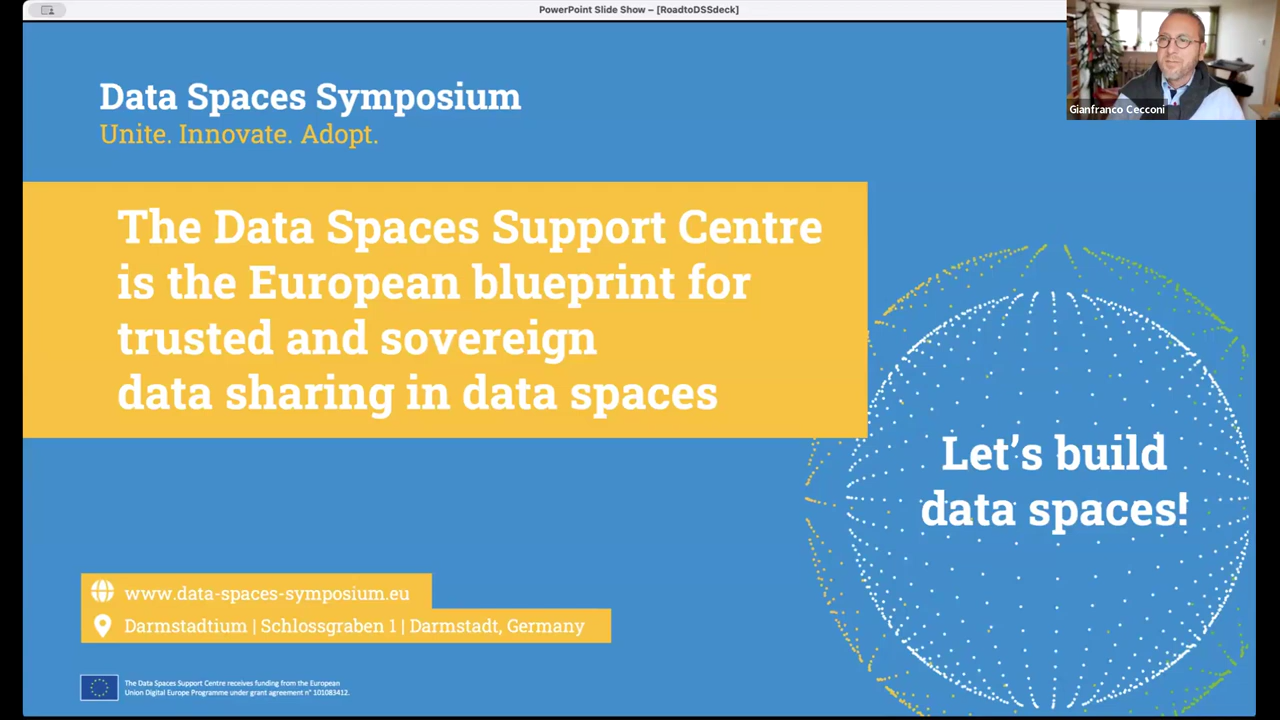 PowerPoint Slide Show – [RoadtoDSSdeck]
Gianfranco Cecconi
Data Spaces Symposium
Unite. Innovate. Adopt.
The Data Spaces Support Centre
is the European blueprint for
trusted and sovereign
data sharing in data spaces
Let's build
data spaces!
www.data-spaces-symposium.eu
Darmstadtium | Schlossgraben 1 | Darmstadt, Germany
The Data Spaces Support Centre receives funding from the European
Union Digital Europe Programme under grant agreement n° 101083412.